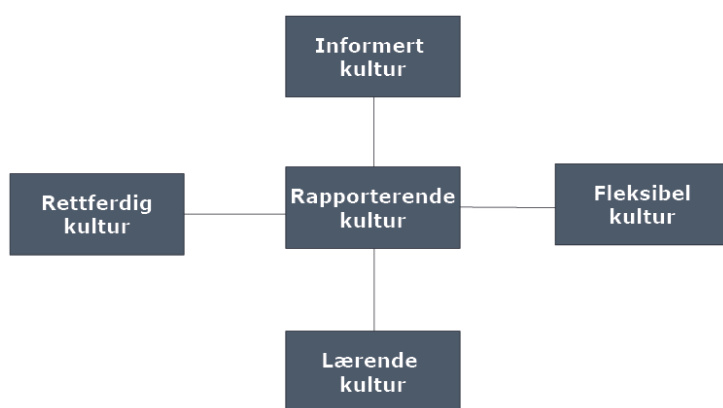 Informert
kultur
Rettferdig
kultur
Rapporterende
kultur
Fleksibel
kultur
Lærende
kultur